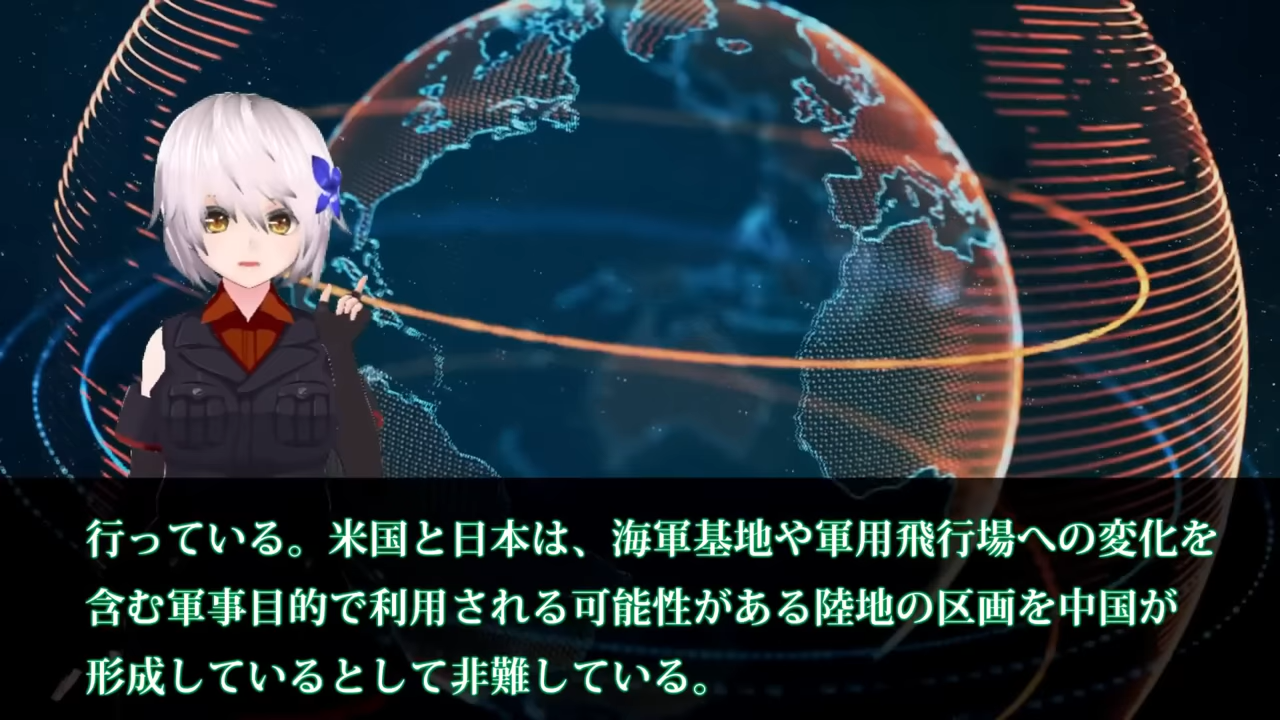 行っている。米国と日本は、海軍基地や軍用飛行場への変化を
含む軍事目的で利用される可能性がある陸地の区画を中国が
形成しているとして非難している。